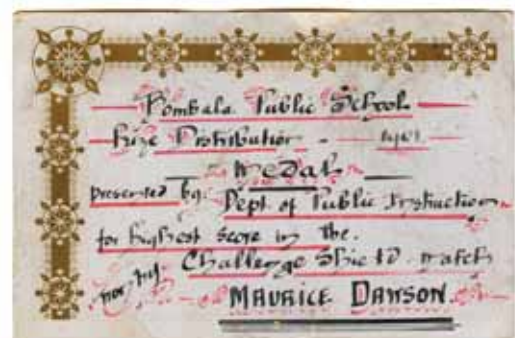 Bombala Public School
Prize Distribution - 1901
Medal
presented by: Dept. of Public Instruction
for highest score in the.
Challenge Shield match
MAURICE DAWSON.